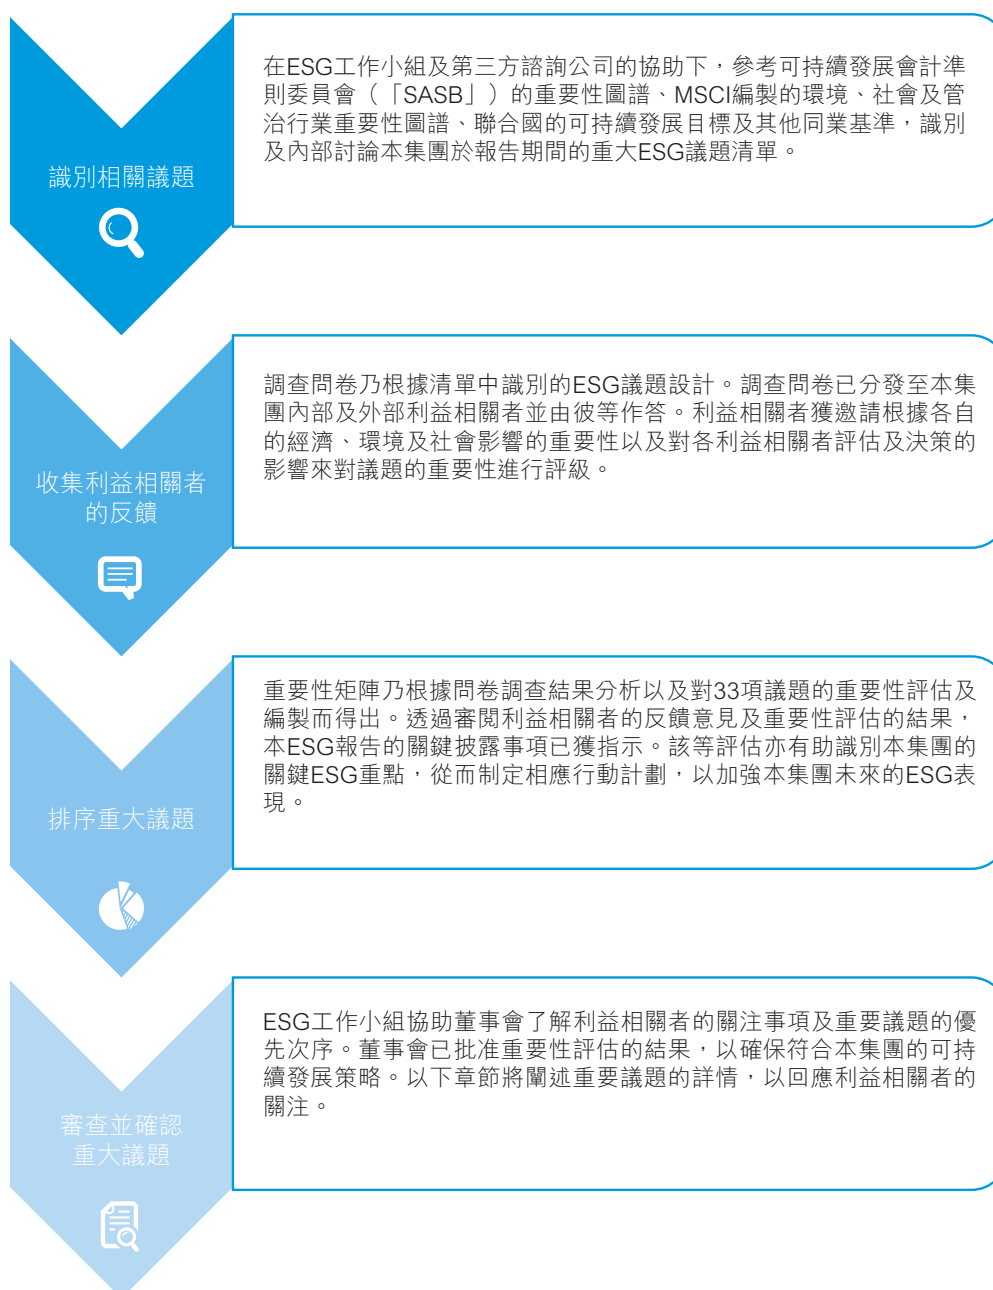 識別相關議題
在ESG工作小組及第三方諮詢公司的協助下，參考可持續發展會計準
則委員會（「SASB」）的重要性圖譜、MSCI編製的環境、社會及管
治行業重要性圖譜、聯合國的可持續發展目標及其他同業基準，識別
及內部討論本集團於報告期間的重大ESG議題清單。
收集利益相關者
的反饋
調查問卷乃根據清單中識別的ESG議題設計。調查問卷已分發至本集
團內部及外部利益相關者並由彼等作答。利益相關者獲邀請根據各自
的經濟、環境及社會影響的重要性以及對各利益相關者評估及決策的
影響來對議題的重要性進行評級。
排序重大議題
重要性矩陣乃根據問卷調查結果分析以及對33項議題的重要性評估及
編製而得出。透過審閱利益相關者的反饋意見及重要性評估的結果，
本ESG報告的關鍵披露事項已獲指示。該等評估亦有助識別本集團的
關鍵ESG重點，從而制定相應行動計劃，以加強本集團未來的ESG表
現。
審查並確認
重大議題
ESG工作小組協助董事會了解利益相關者的關注事項及重要議題的優
先次序。董事會已批准重要性評估的結果，以確保符合本集團的可持
續發展策略。以下章節將闡述重要議題的詳情，以回應利益相關者的
關注。